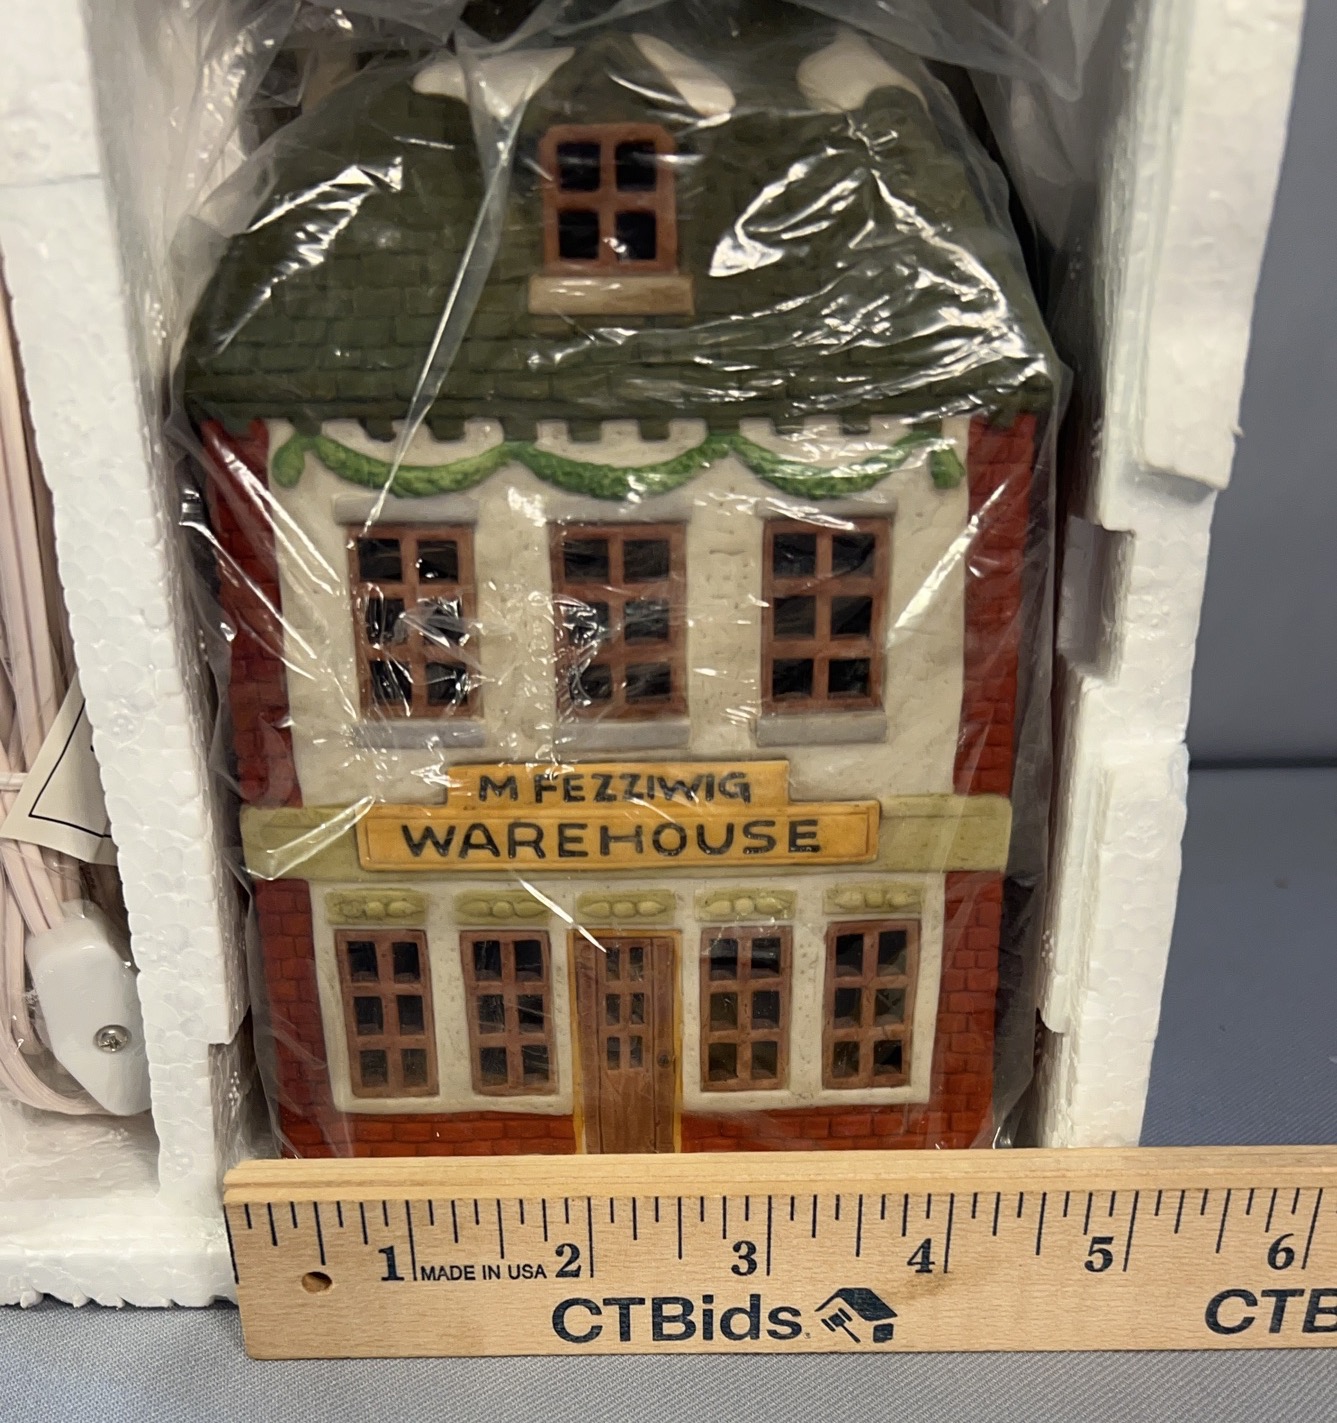 M FEZZIWIG
WAREHOUSE
1 MADE IN USA 2 3 4 5 6
CTBids CTB